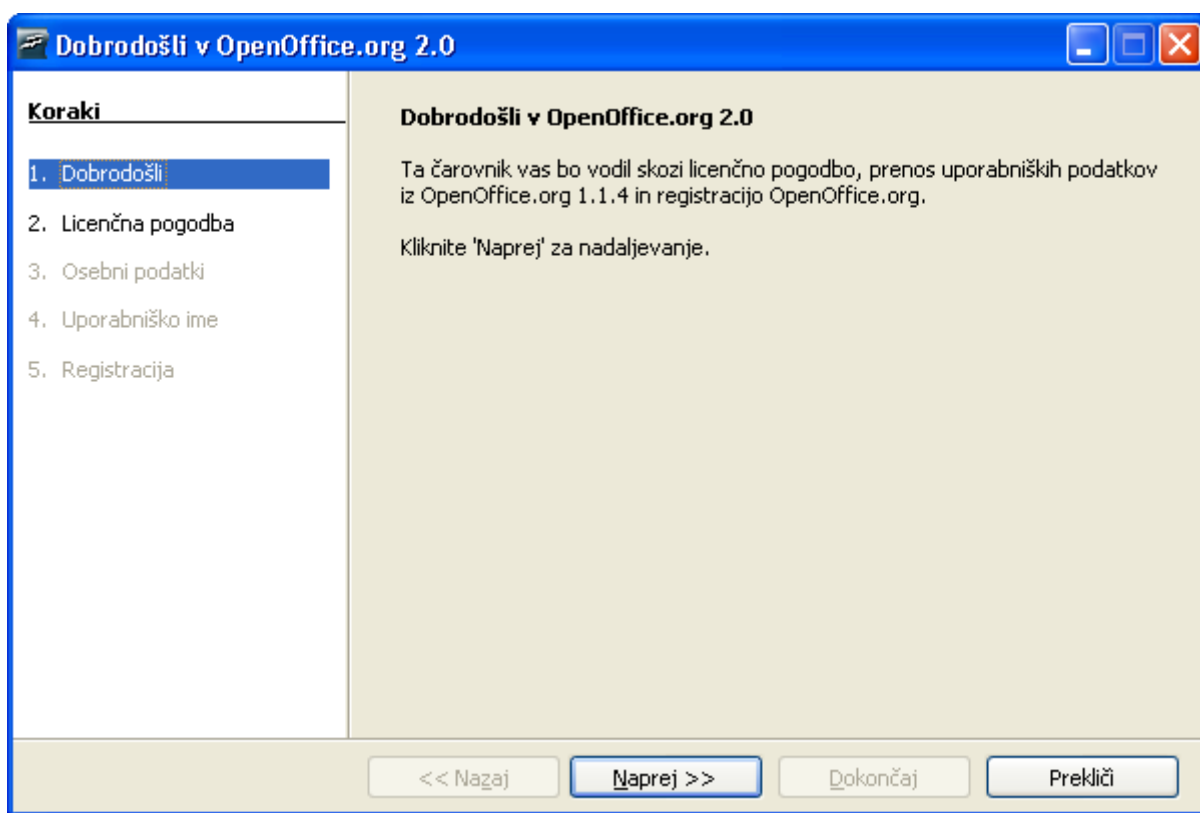 Dobrodošli v OpenOffice.org 2.0
Koraki
1. Dobrodošli
2. Licenčna pogodba
3. Osebni podatki
4. Uporabniško ime
5. Registracija
Dobrodošli v OpenOffice.org 2.0
Ta čarovnik vas bo vodil skozi licenčno pogodbo, prenos uporabniških podatkov
iz OpenOffice.org 1.1.4 in registracijo OpenOffice.org.
Kliknite 'Naprej' za nadaljevanje.
<< Nazaj
Naprej >>
Dokončaj
Prekliči